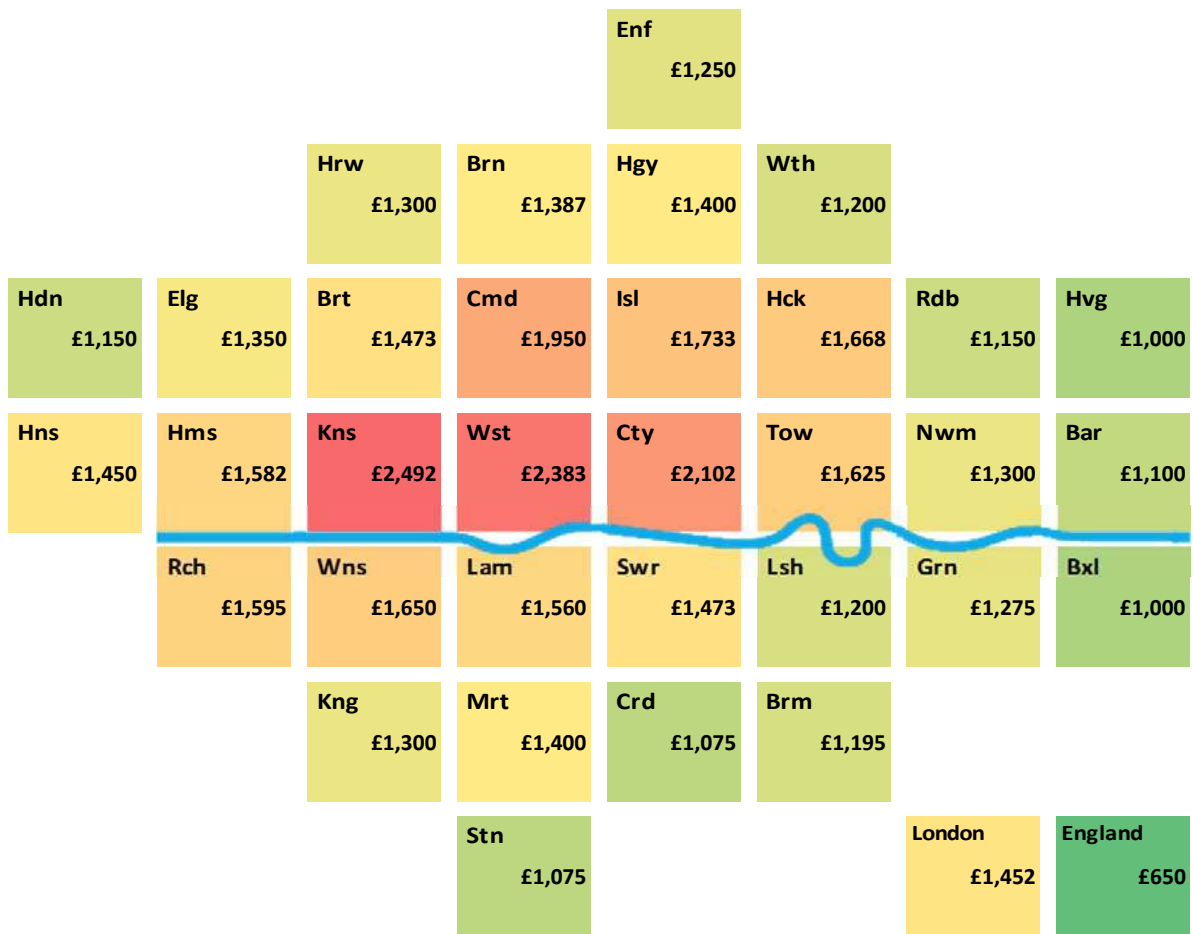 Enf
£1,250
Hrw Brn Hgy Wth
£1,300 £1,387 £1,400 £1,200
Hdn Elg Brt Cmd Isl Hck Rdb Hvg
£1,150 £1,350 £1,473 £1,950 £1,733 £1,668 £1,150 £1,000
Hns Hms Kns Wst Cty Tow Nwm Bar
£1,450 £1,582 £2,492 £2,383 £2,102 £1,625 £1,300 £1,100
Rch Wns Lam Swr Lsh Grn Bxl
£1,595 £1,650 £1,560 £1,473 £1,200 £1,275 £1,000
Kng Mrt Crd Brm
£1,300 £1,400 £1,075 £1,195
Stn London England
£1,075 £1,452 £650